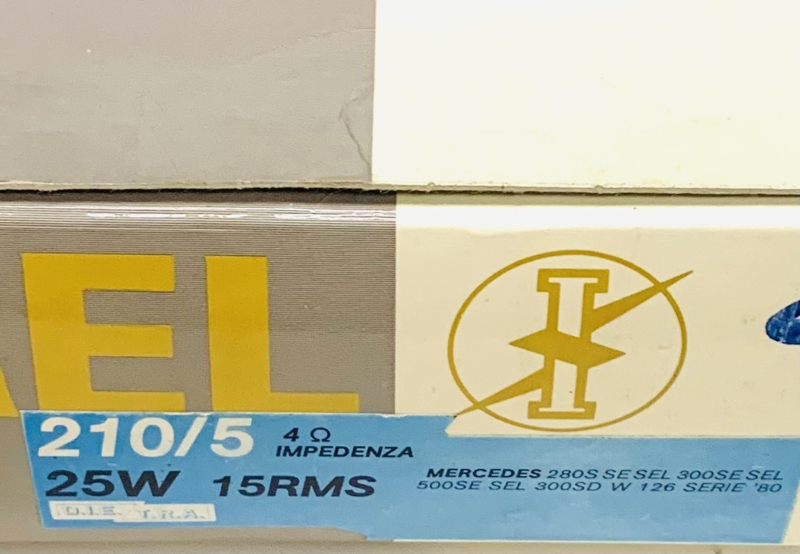 EL
I
210/5 4 Ω
IMPEDENZA
25W 15RMS
MERCEDES 280S SE SEL 300SE SEL
500SE SEL 300SD W 126 SERIE '80